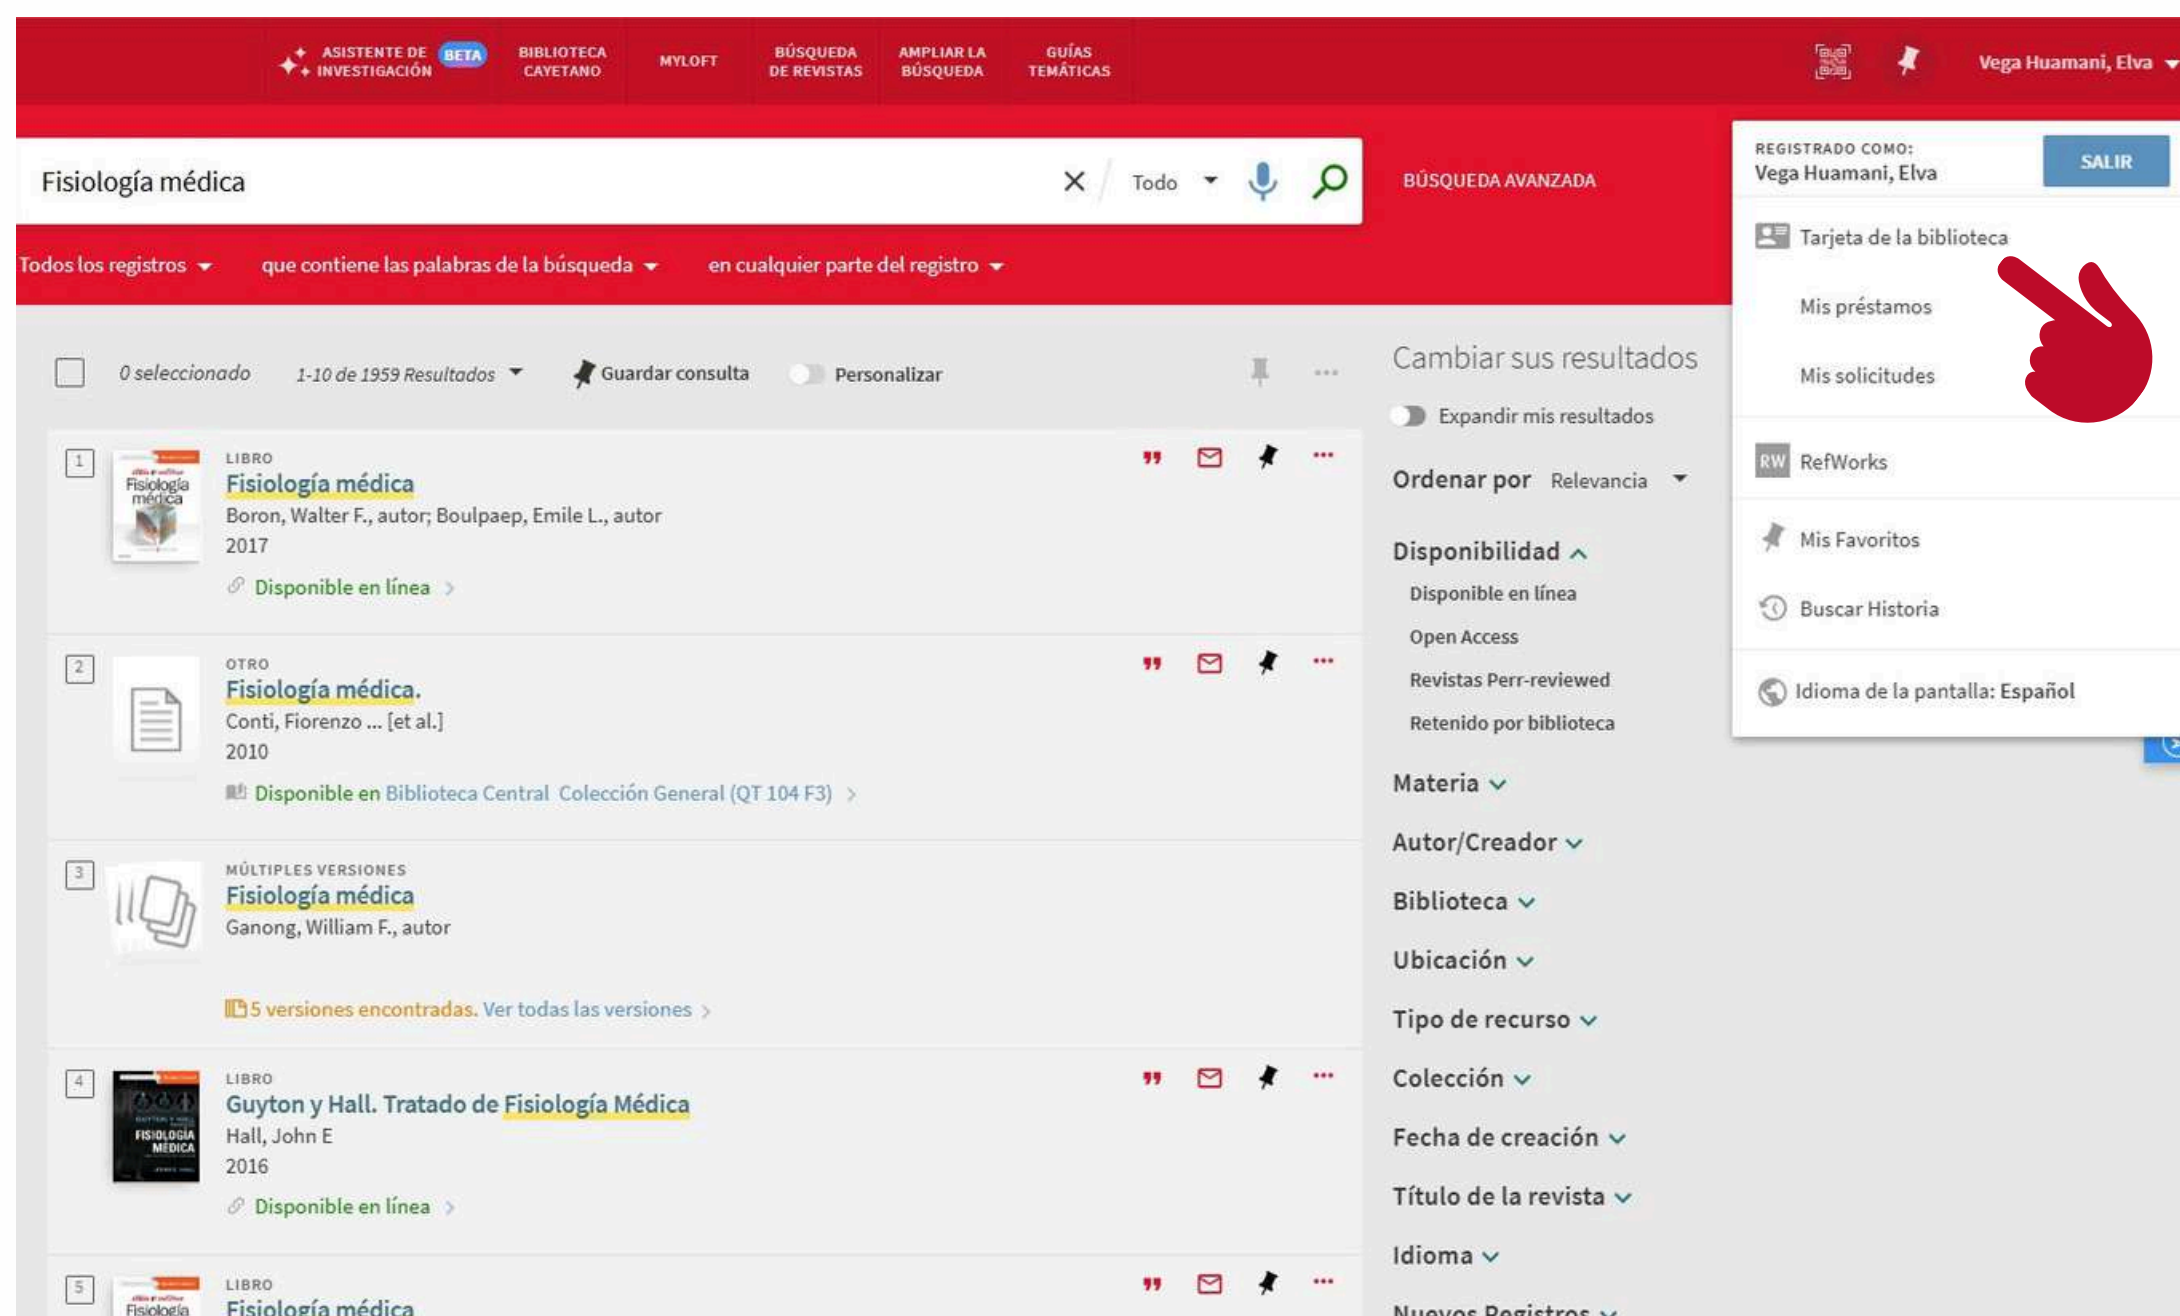 ASISTENTE DE INVESTIGACIÓN BETA
BIBLIOTECA CAYETANO
MYLOFT
BÚSQUEDA DE REVISTAS
AMPLIAR LA BÚSQUEDA
GUÍAS TEMÁTICAS
Vega Huamani, Elva
Fisiología médica
Todo
BÚSQUEDA AVANZADA
Todos los registros
que contiene las palabras de la búsqueda
en cualquier parte del registro
REGISTRADO COMO:
Vega Huamani, Elva
SALIR
Tarjeta de la biblioteca
Mis préstamos
Mis solicitudes
RW RefWorks
Mis Favoritos
Buscar Historia
Idioma de la pantalla: Español
0 seleccionado
1-10 de 1959 Resultados
Guardar consulta
Personalizar
1
Fisiología
médica
LIBRO
Fisiología médica
Boron, Walter F., autor; Boulpaep, Emile L., autor
2017
Disponible en línea
2
OTRO
Fisiología médica.
Conti, Fiorenzo ... [et al.]
2010
Disponible en Biblioteca Central Colección General (QT 104 F3)
3
MÚLTIPLES VERSIONES
Fisiología médica
Ganong, William F., autor
5 versiones encontradas. Ver todas las versiones
4
FISIOLOGÍA
MÉDICA
LIBRO
Guyton y Hall. Tratado de Fisiología Médica
Hall, John E
2016
Disponible en línea
5
Fisiología
LIBRO
Fisiología médica
Cambiar sus resultados
Expandir mis resultados
Ordenar por Relevancia
Disponibilidad
Disponible en línea
Open Access
Revistas Perr-reviewed
Retenido por biblioteca
Materia
Autor/Creador
Biblioteca
Ubicación
Tipo de recurso
Colección
Fecha de creación
Título de la revista
Idioma
Nuevos Registros